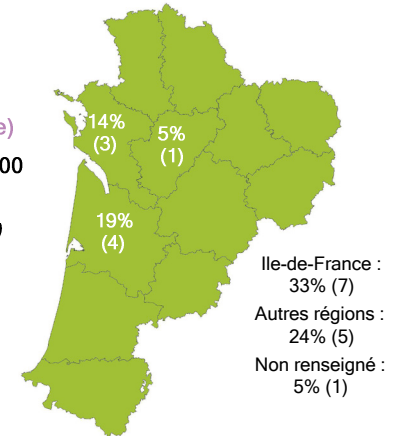 e)
00
14%
(3)
5%
(1)
19%
(4)
Ile-de-France :
33% (7)
Autres régions :
24% (5)
Non renseigné :
5% (1)